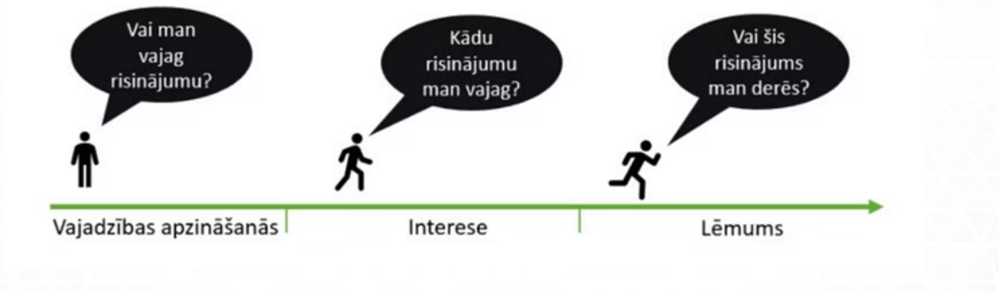 Vai man
vajag
risinājumu?
Kādu
risinājumu
man vajag?
Vai šis
risinājums
man derēs?
Vajadzības apzināšanās
Interese
Lēmums